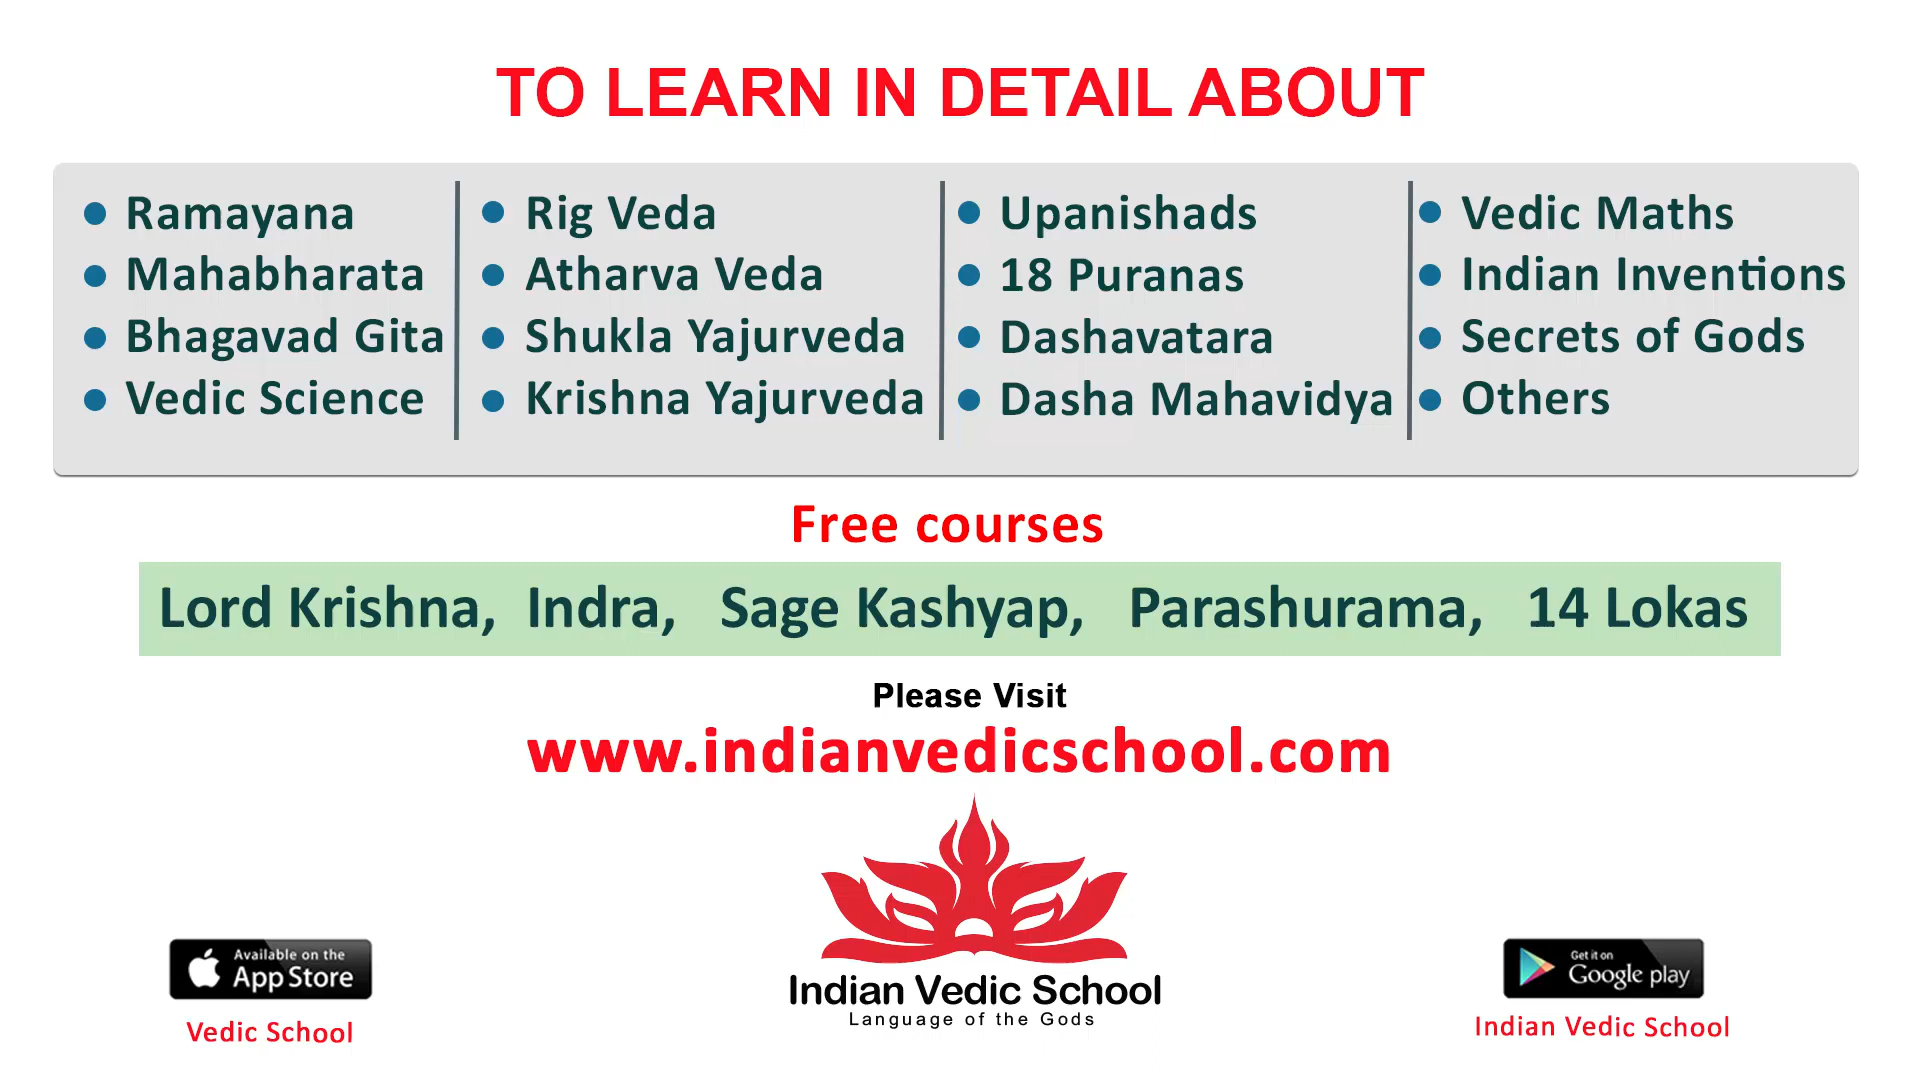 TO LEARN IN DETAIL ABOUT
Ramayana
Mahabharata
Bhagavad Gita
Vedic Science
Rig Veda
Atharva Veda
Shukla Yajurveda
Krishna Yajurveda
Upanishads
18 Puranas
Dashavatara
Dasha Mahavidya
Vedic Maths
Indian Inventions
Secrets of Gods
Others
Free courses
Lord Krishna, Indra, Sage Kashyap, Parashurama, 14 Lokas
Please Visit
www.indianvedicschool.com
Available on the
App Store
Vedic School
Indian Vedic School
Language of the Gods
Get it on
Google play
Indian Vedic School